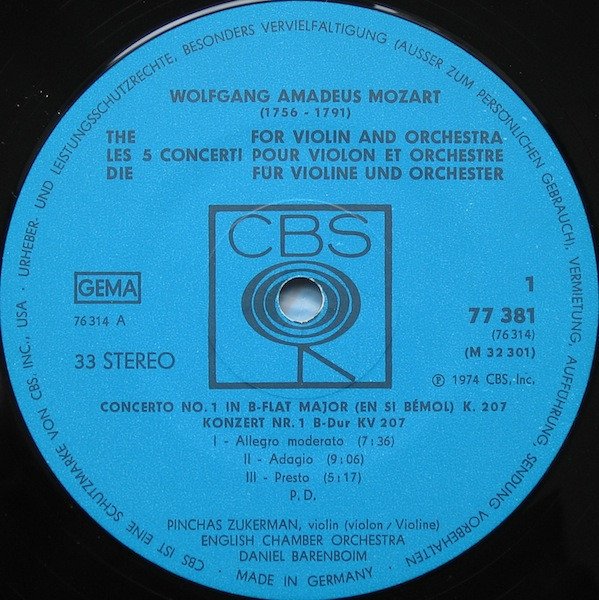 URHEBER- UND LEISTUNGSSCHUTZRECHTE, BESONDERS VERVIELFÄLTIGUNG (AUSSER ZUM PERSÖNLICHEN GEBRAUCH), VERMIETUNG, AUFFÜHRUNG, SENDUNG VORBEHALTEN
WOLFGANG AMADEUS MOZART
(1756 - 1791)
THE FOR VIOLIN AND ORCHESTRA
LES 5 CONCERTI POUR VIOLON ET ORCHESTRE
DIE FUR VIOLINE UND ORCHESTER
CBS
GEMA
76314 A
33 STEREO
1
77 381
(76314)
(M 32 301)
℗ 1974 CBS, Inc.
CONCERTO NO. 1 IN B-FLAT MAJOR (EN SI BÉMOL) K. 207
KONZERT NR. 1 B-Dur KV 207
I - Allegro moderato (7:36)
II - Adagio (9:06)
III - Presto (5:17)
P.D.
PINCHAS ZUKERMAN, violin (violon / Violine)
ENGLISH CHAMBER ORCHESTRA
DANIEL BARENBOIM
CBS IST EINE SCHUTZMARKE VON CBS, INC., USA •
• MADE IN GERMANY •